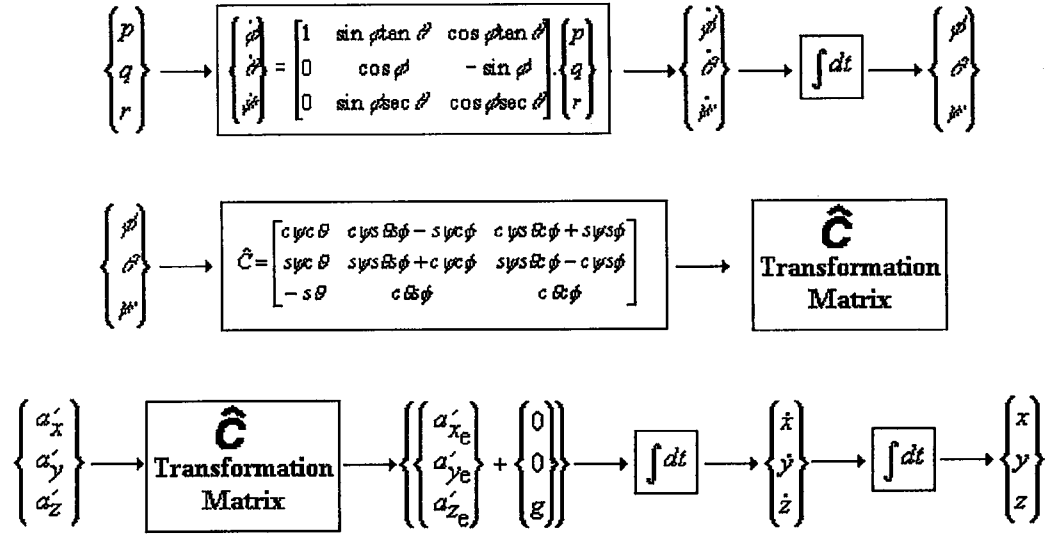 {p q r} → {φ̇ θ̇ ψ̇} = [1 sin φ tan θ cos φ tan θ; 0 cos φ - sin φ; 0 sin φ sec θ cos φ sec θ] . {p q r} → {φ̇ θ̇ ψ̇} → ∫dt → {φ θ ψ}
{φ θ ψ} → Ĉ = [cψcθ cψsθsφ - sψcφ cψsθcφ + sψsφ; sψcθ sψsθsφ + cψcφ sψsθcφ - cψsφ; - sθ cθsφ cθcφ] → Ĉ
Transformation
Matrix
{a′x a′y a′z} → Ĉ
Transformation
Matrix
→ {{a′xe a′ye a′ze} + {0 0 g}} → ∫dt → {ẋ ẏ ż} → ∫dt → {x y z}